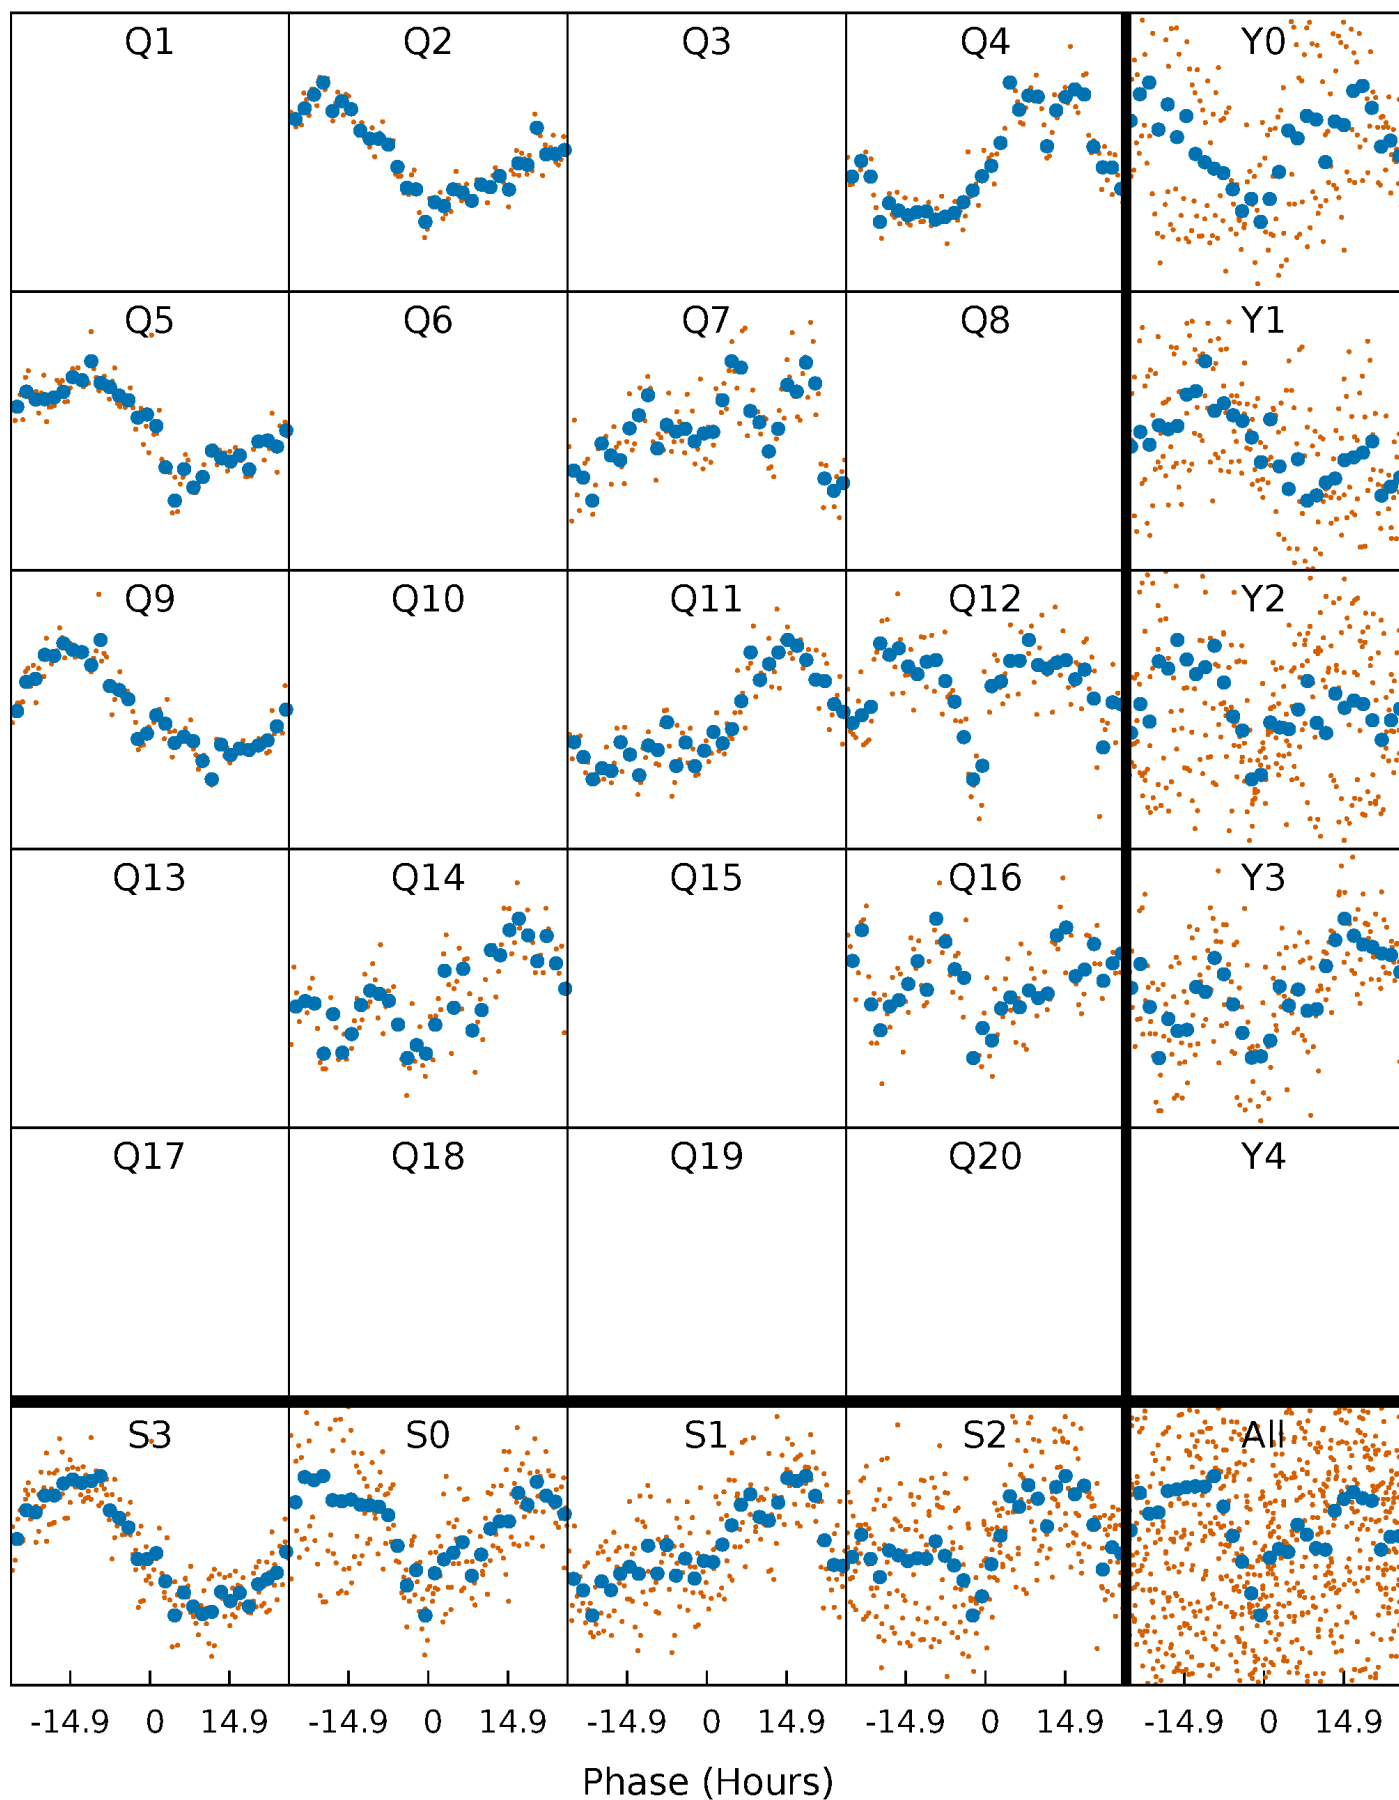 Q1 Q2 Q3 Q4 Y0
Q5 Q6 Q7 Q8 Y1
Q9 Q10 Q11 Q12 Y2
Q13 Q14 Q15 Q16 Y3
Q17 Q18 Q19 Q20 Y4
S3 S0 S1 S2 All
-14.9 0 14.9 -14.9 0 14.9 -14.9 0 14.9 -14.9 0 14.9 -14.9 0 14.9
Phase (Hours)